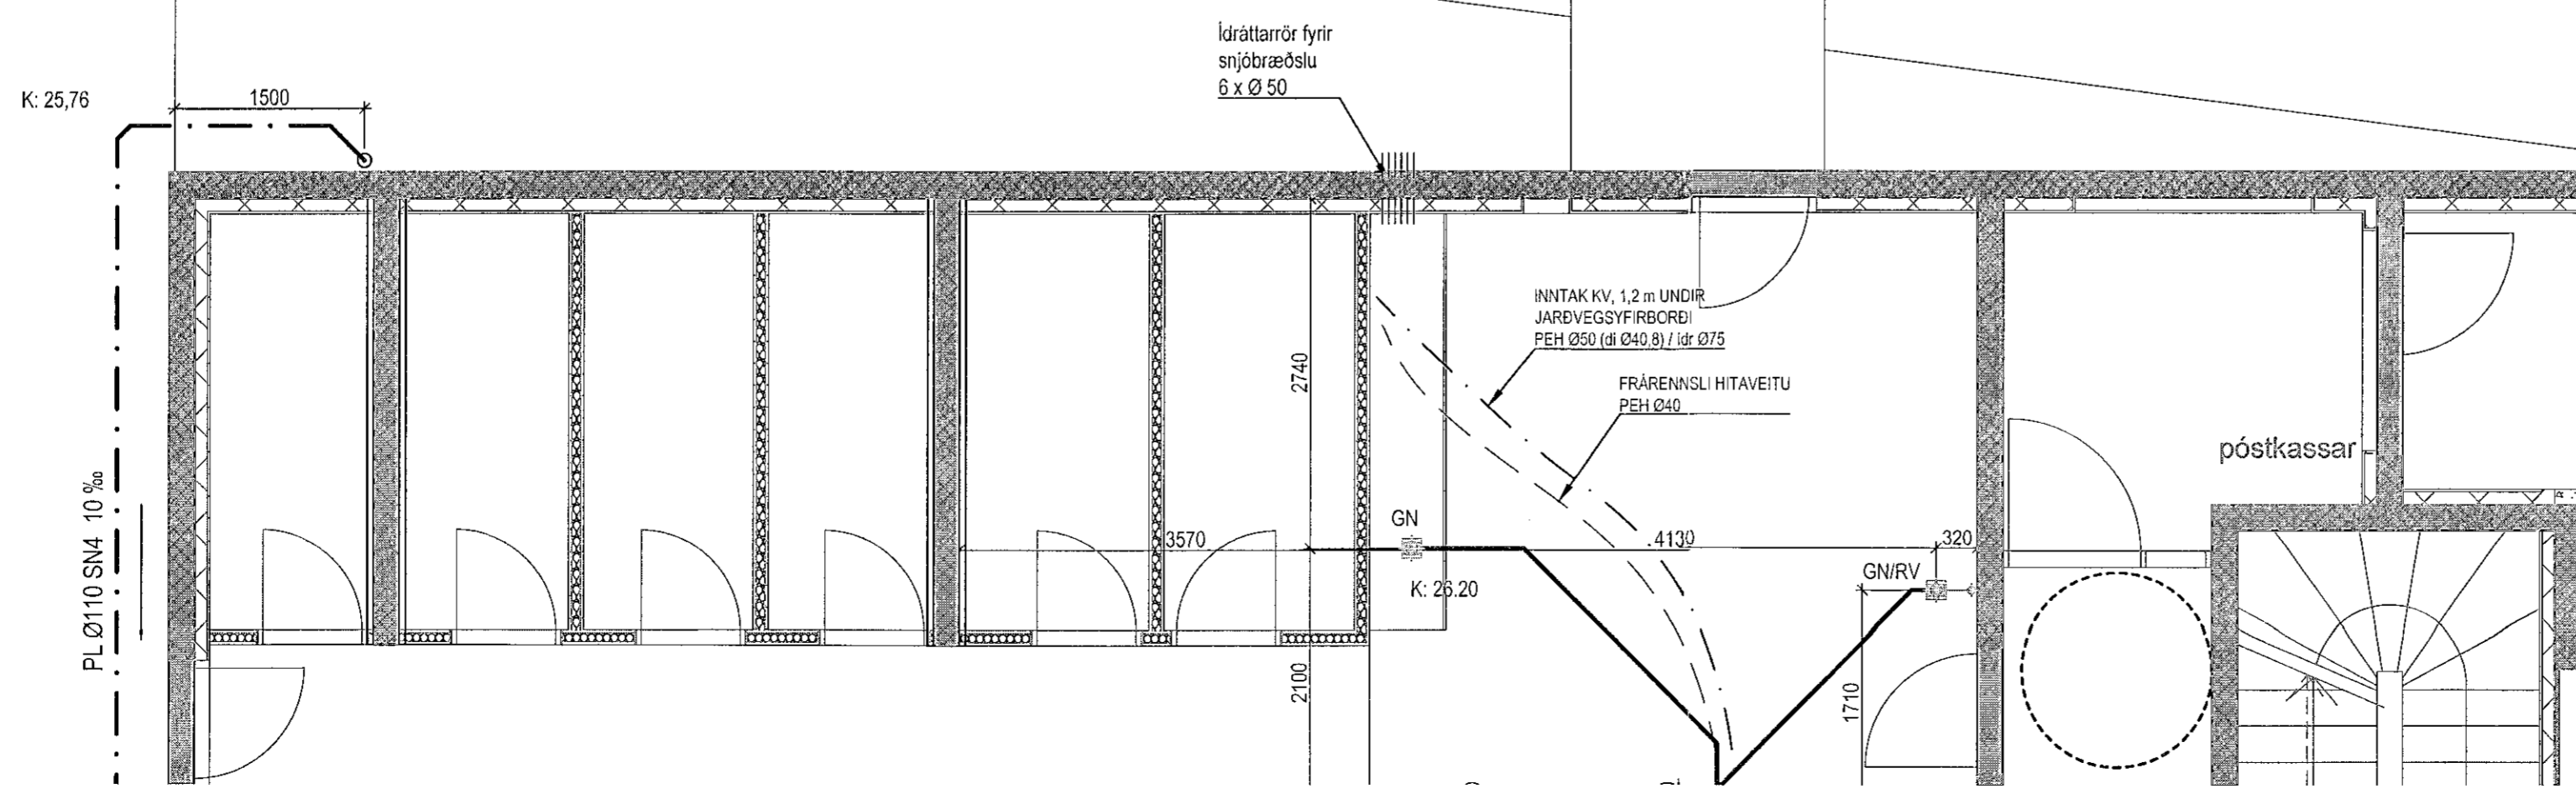 Ídráttarrör fyrir
snjóbræðslu
6 x Ø 50
K: 25,76
1500
INNTAK KV, 1,2 m UNDIR
JARÐVEGSYFIRBORÐI
PEH Ø50 (di Ø40,8) / ídr Ø75
2740
FRÁRENNSLI HITAVEITU
PEH Ø40
póstkassar
PL Ø110 SN4 10 ‰
GN
3570
4130
320
K: 26.20
GN/RV
2100
1710